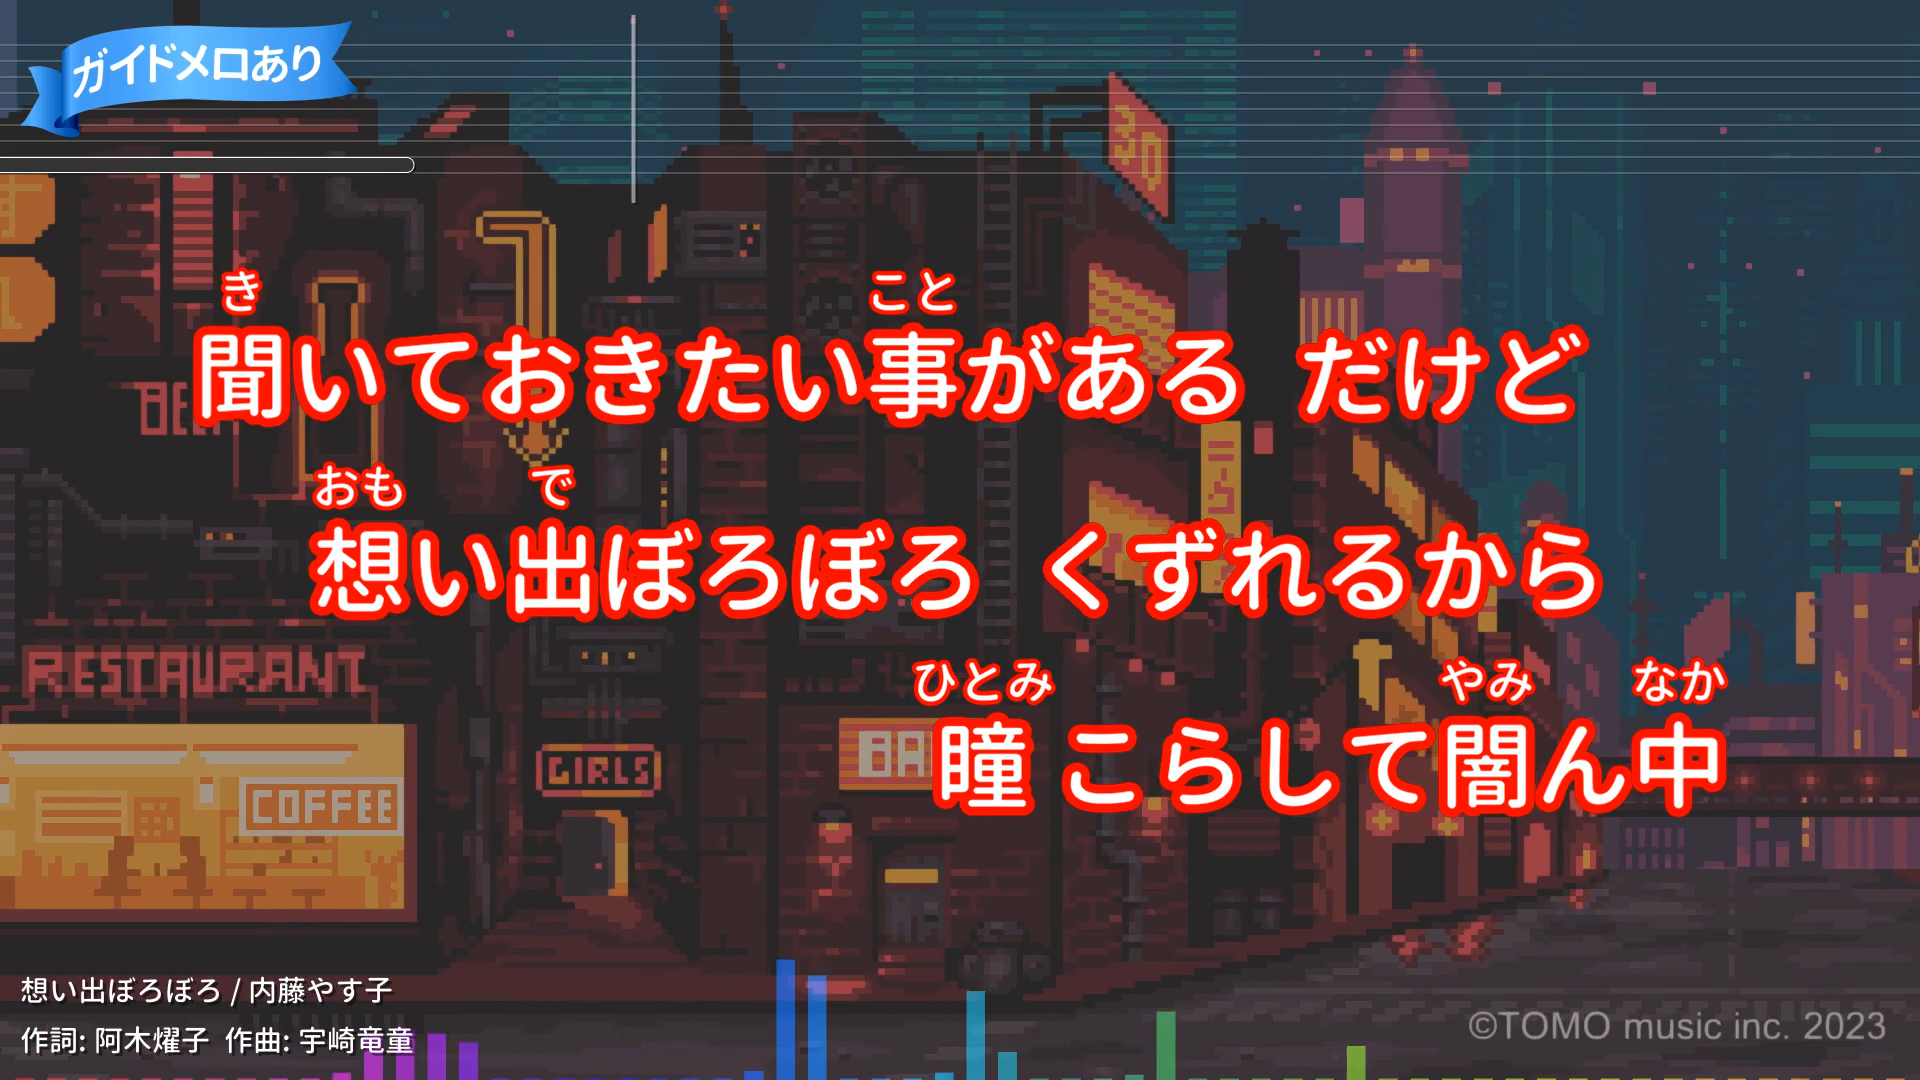 ガイドメロあり
3D
き こと
聞いておきたい事がある だけど
おも で
想い出ぼろぼろ くずれるから
ひとみ やみ なか
瞳 こらして闇ん中
RESTAURANT
GIRLS
COFFEE
想い出ぼろぼろ / 内藤やす子
作詞: 阿木燿子 作曲: 宇崎竜童
©TOMO music inc. 2023